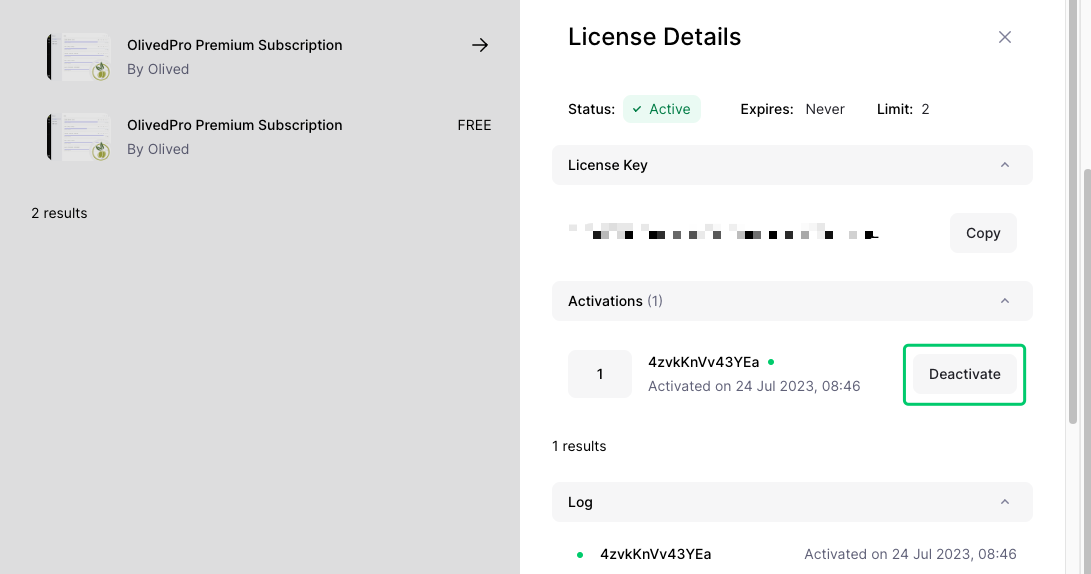 OlivedPro Premium Subscription
By Olived
OlivedPro Premium Subscription
FREE
By Olived
2 results
License Details
Status: Active Expires: Never Limit: 2
License Key
Copy
Activations (1)
1
4zvkKnVv43YEa
Activated on 24 Jul 2023, 08:46
Deactivate
1 results
Log
4zvkKnVv43YEa Activated on 24 Jul 2023, 08:46